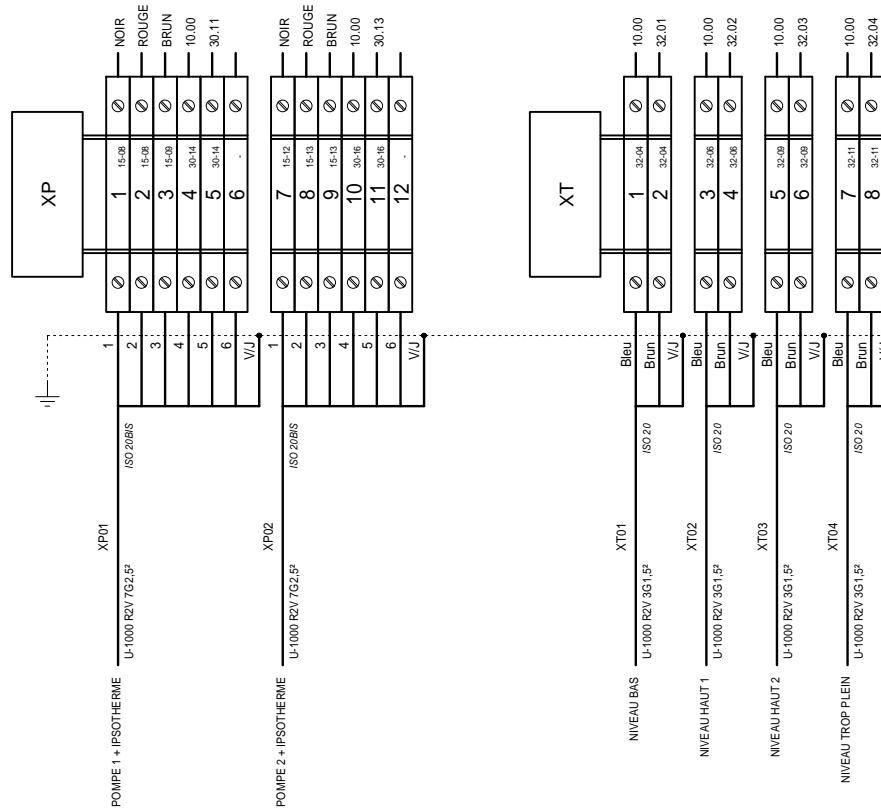 XP
NOIR
ROUGE
BRUN
10.00
30.11
15-08
15-08
15-09
30-14
30-14
-
1
2
3
4
5
6
1
2
3
4
5
6
V/J
ISO 20BIS
XP01
U-1000 R2V 7G2,5²
POMPE 1 + IPSOTHERME
NOIR
ROUGE
BRUN
10.00
30.13
15-12
15-13
15-13
30-16
30-16
-
7
8
9
10
11
12
1
2
3
4
5
6
V/J
ISO 20BIS
XP02
U-1000 R2V 7G2,5²
POMPE 2 + IPSOTHERME
XT
10.00
32.01
32-04
32-04
1
2
Bleu
Brun
V/J
ISO 20
XT01
U-1000 R2V 3G1,5²
NIVEAU BAS
10.00
32.02
32-06
32-06
3
4
Bleu
Brun
V/J
ISO 20
XT02
U-1000 R2V 3G1,5²
NIVEAU HAUT 1
10.00
32.03
32-09
32-09
5
6
Bleu
Brun
V/J
ISO 20
XT03
U-1000 R2V 3G1,5²
NIVEAU HAUT 2
10.00
32.04
32-11
32-11
7
8
Bleu
Brun
ISO 20
XT04
U-1000 R2V 3G1,5²
NIVEAU TROP PLEIN